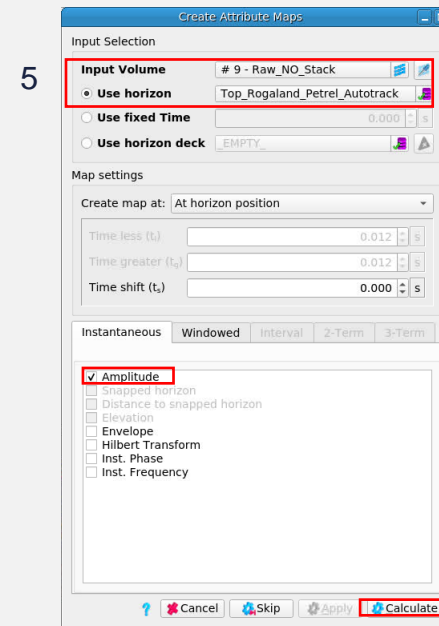 Create Attribute Maps
Input Selection
5
Input Volume # 9 - Raw_NO_Stack
Use horizon Top_Rogaland_Petrel_Autotrack
Use fixed Time 0.000 s
Use horizon deck _EMPTY_
Map settings
Create map at: At horizon position
Time less (tₗ) 0.012 s
Time greater (t₉) 0.012 s
Time shift (tₛ) 0.000 s
Instantaneous Windowed Interval 2-Term 3-Term
Amplitude
Snapped horizon
Distance to snapped horizon
Elevation
Envelope
Hilbert Transform
Inst. Phase
Inst. Frequency
? Cancel Skip Apply Calculate